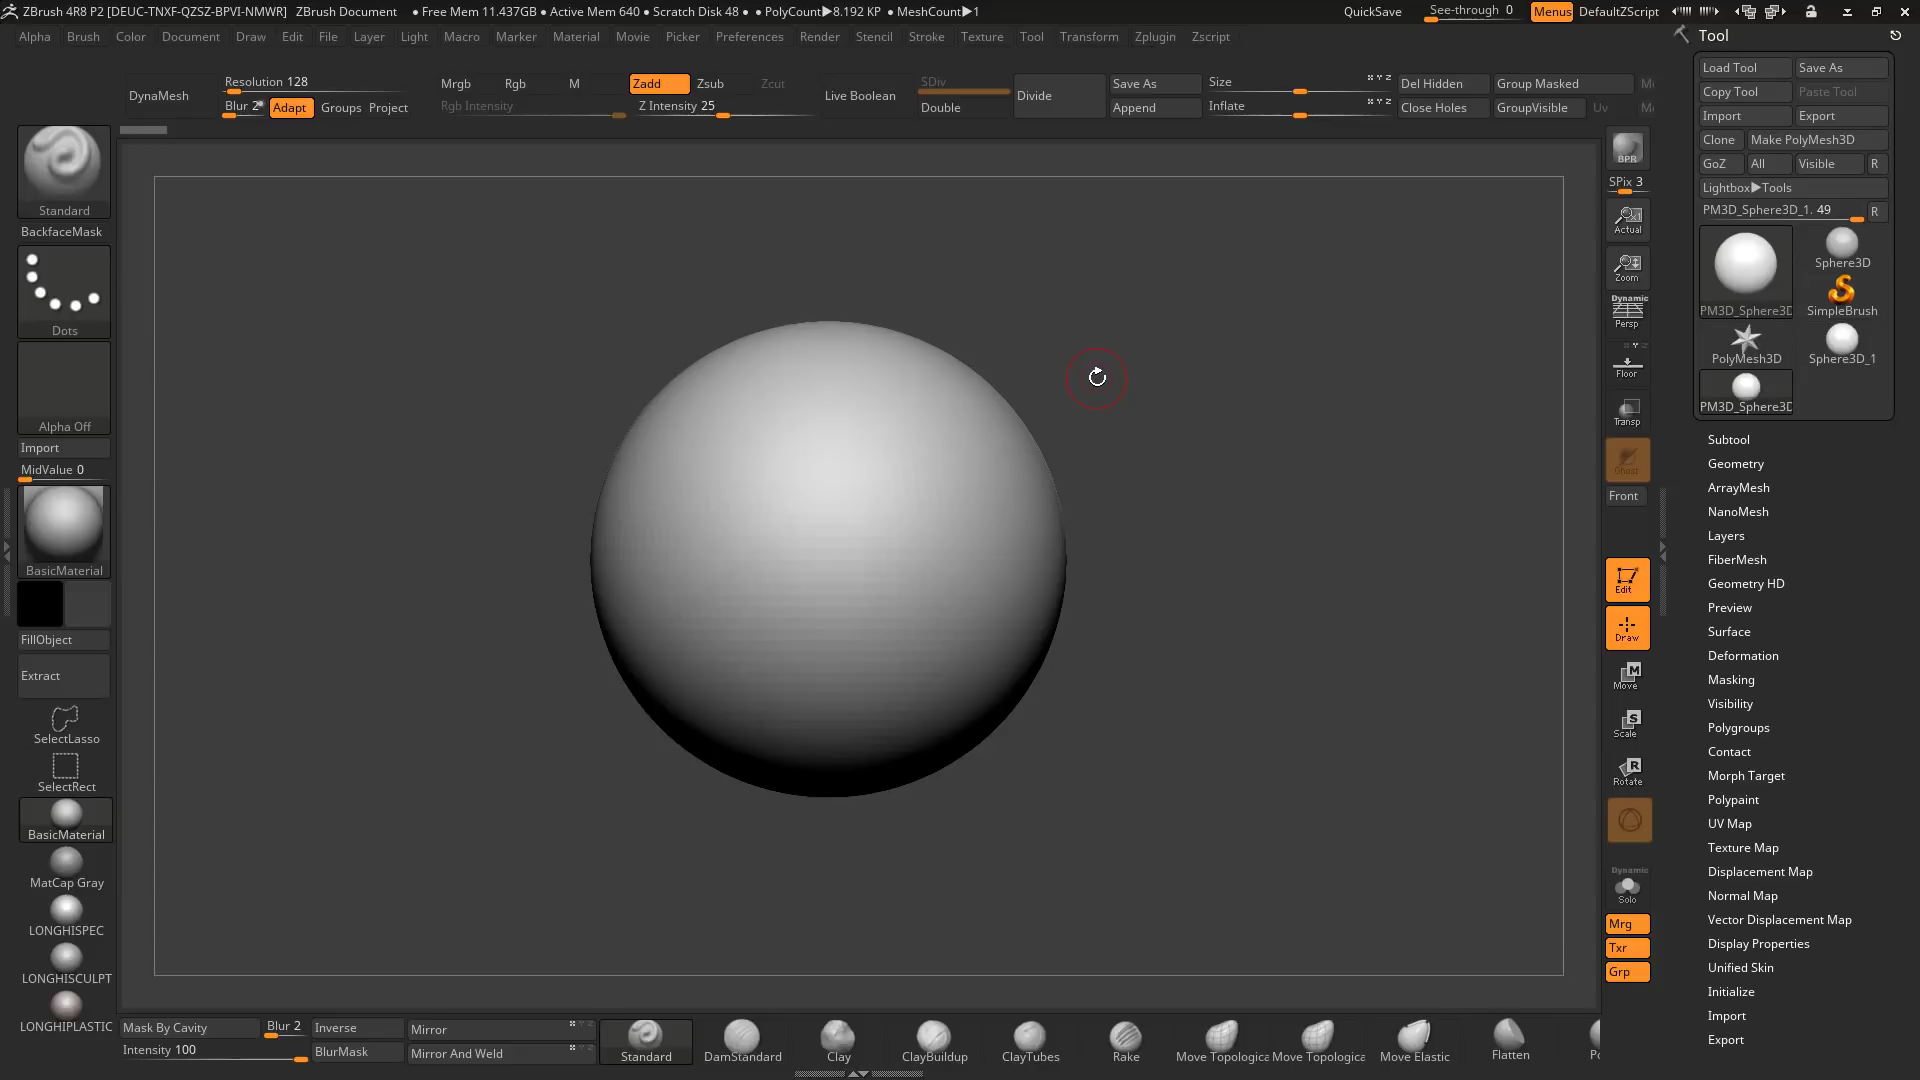 ZBrush 4R8 P2 [DEUC-TNXF-QZSZ-BPVI-NMWR] ZBrush Document • Free Mem 11.437GB • Active Mem 640 • Scratch Disk 48 • • PolyCount▶8.192 KP • MeshCount▶1 QuickSave See-through 0 Menus DefaultZScript
Alpha Brush Color Document Draw Edit File Layer Light Macro Marker Material Movie Picker Preferences Render Stencil Stroke Texture Tool Transform Zplugin Zscript
DynaMesh
Resolution 128
Blur 2 Adapt Groups Project
Mrgb Rgb M Zadd Zsub Zcut
Rgb Intensity Z Intensity 25
Live Boolean
SDiv
Double
Divide
Save As
Append
Size
Inflate
Del Hidden Group Masked
Close Holes GroupVisible Uv
Standard
BackfaceMask
Dots
Alpha Off
Import
MidValue 0
BasicMaterial
FillObject
Extract
SelectLasso
SelectRect
BasicMaterial
MatCap Gray
LONGHISPEC
LONGHISCULPT
LONGHIPLASTIC
Mask By Cavity Blur 2 Inverse Mirror
Intensity 100 BlurMask Mirror And Weld
Standard DamStandard Clay ClayBuildup ClayTubes Rake Move Topologica Move Topologica Move Elastic Flatten
BPR
SPix 3
Actual
Zoom
Dynamic
Persp
Floor
Transp
Ghost
Front
Edit
Draw
Move
Scale
Rotate
Dynamic
Solo
Mrg
Txr
Grp
Tool
Load Tool Save As
Copy Tool Paste Tool
Import Export
Clone Make PolyMesh3D
GoZ All Visible R
Lightbox▶Tools
PM3D_Sphere3D_1. 49 R
PM3D_Sphere3D Sphere3D
SimpleBrush
PolyMesh3D Sphere3D_1
PM3D_Sphere3D
Subtool
Geometry
ArrayMesh
NanoMesh
Layers
FiberMesh
Geometry HD
Preview
Surface
Deformation
Masking
Visibility
Polygroups
Contact
Morph Target
Polypaint
UV Map
Texture Map
Displacement Map
Normal Map
Vector Displacement Map
Display Properties
Unified Skin
Initialize
Import
Export